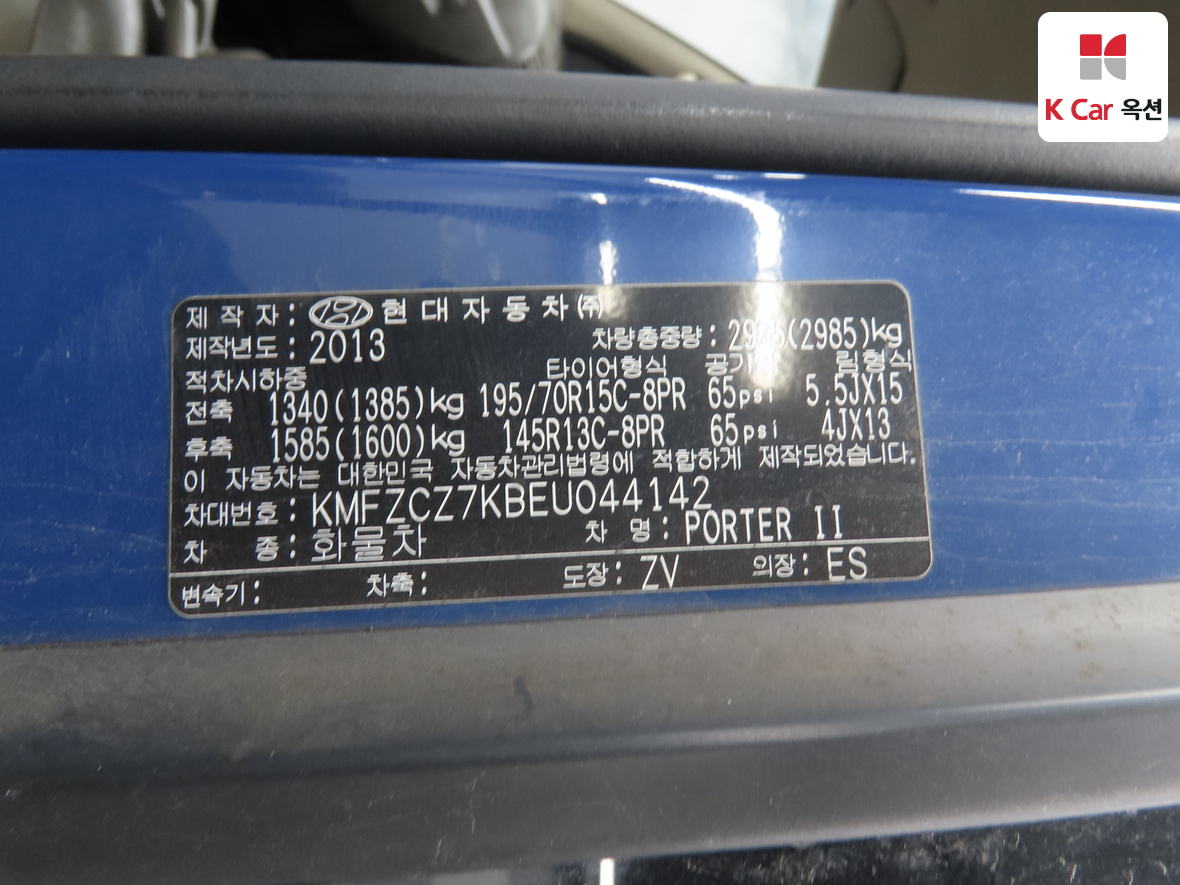 K Car 옥션
제 작 자 : 현 대 자 동 차 ㈜
제작년도 : 2013 차량총중량 : (2985)kg
적차시하중 타이어형식 림형식
전축 1340(1385)kg 195/70R15C-8PR 65psi 5.5JX15
후축 1585(1600)kg 145R13C-8PR 65psi 4JX13
이 자동차는 대한민국 자동차관리법령에 적합하게 제작되었습니다.
차대번호 : KMFZCZ7KBEU044142
차 종 : 화물차 차 명 : PORTER II
변속기 : 차축 : 도장 : ZV 의장 : ES